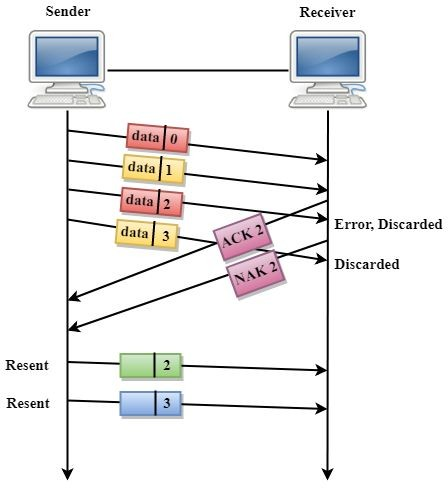 Sender
Receiver
data 0
data 1
data 2
data 3
ACK 2
Error, Discarded
NAK 2
Discarded
Resent
2
Resent
3